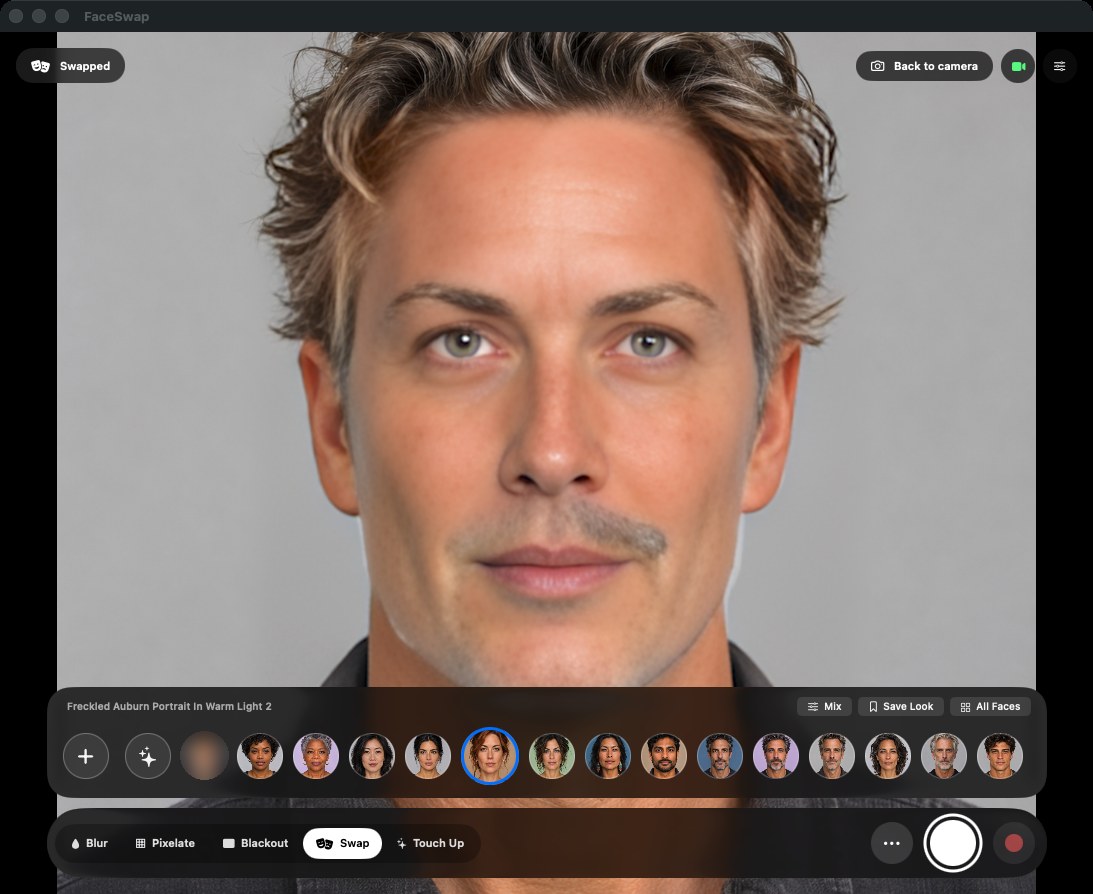 FaceSwap
Swapped
Back to camera
Freckled Auburn Portrait In Warm Light 2
Mix
Save Look
All Faces
Blur
Pixelate
Blackout
Swap
Touch Up